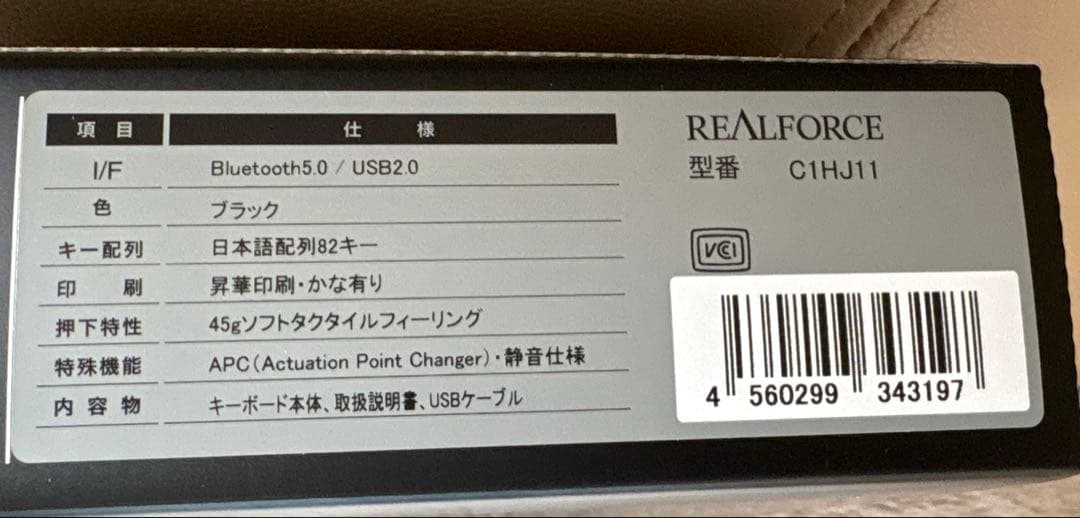 項目 仕様
I/F Bluetooth5.0 / USB2.0
色 ブラック
キー配列 日本語配列82キー
印刷 昇華印刷・かな有り
押下特性 45gソフトタクタイルフィーリング
特殊機能 APC(Actuation Point Changer)・静音仕様
内容物 キーボード本体、取扱説明書、USBケーブル
REALFORCE
型番 C1HJ11
VCCI
4 560299 343197